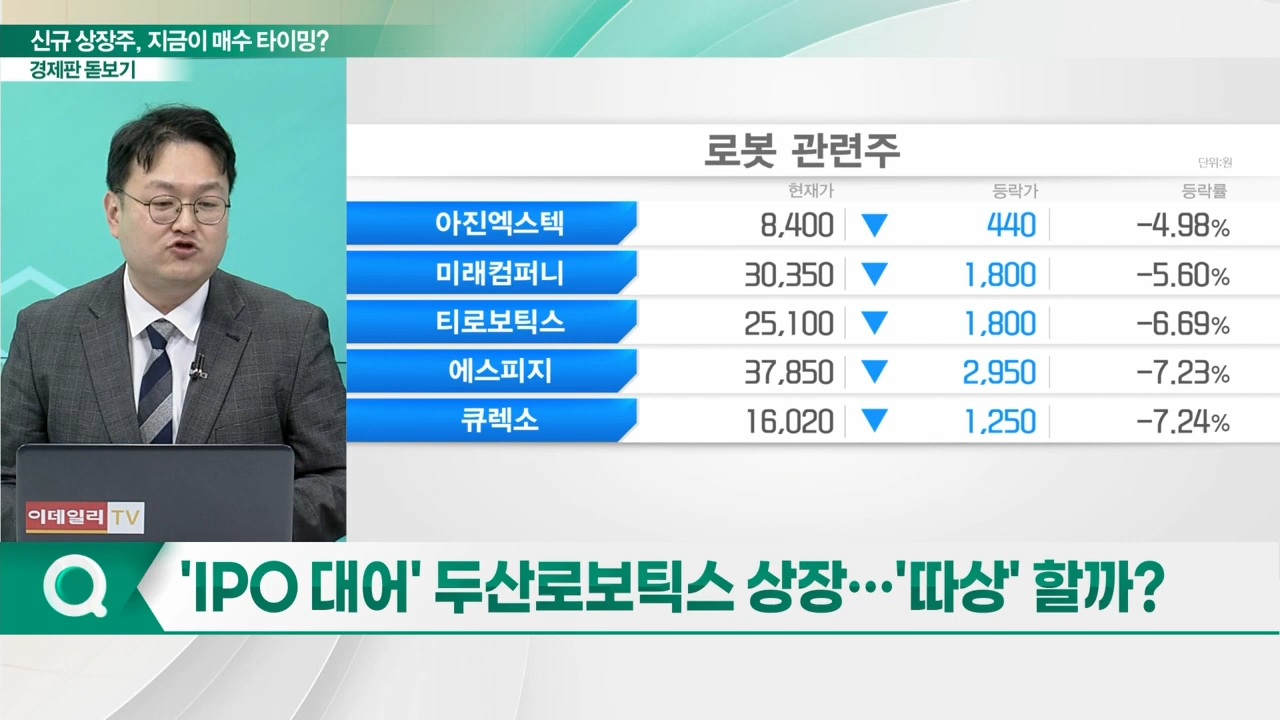 신규 상장주, 지금이 매수 타이밍?
경제판 돋보기
로봇 관련주
단위:원
현재가 등락가 등락률
아진엑스텍 8,400 ▼ 440 -4.98%
미래컴퍼니 30,350 ▼ 1,800 -5.60%
티로보틱스 25,100 ▼ 1,800 -6.69%
에스피지 37,850 ▼ 2,950 -7.23%
큐렉소 16,020 ▼ 1,250 -7.24%
이데일리 TV
'IPO 대어' 두산로보틱스 상장…'따상' 할까?